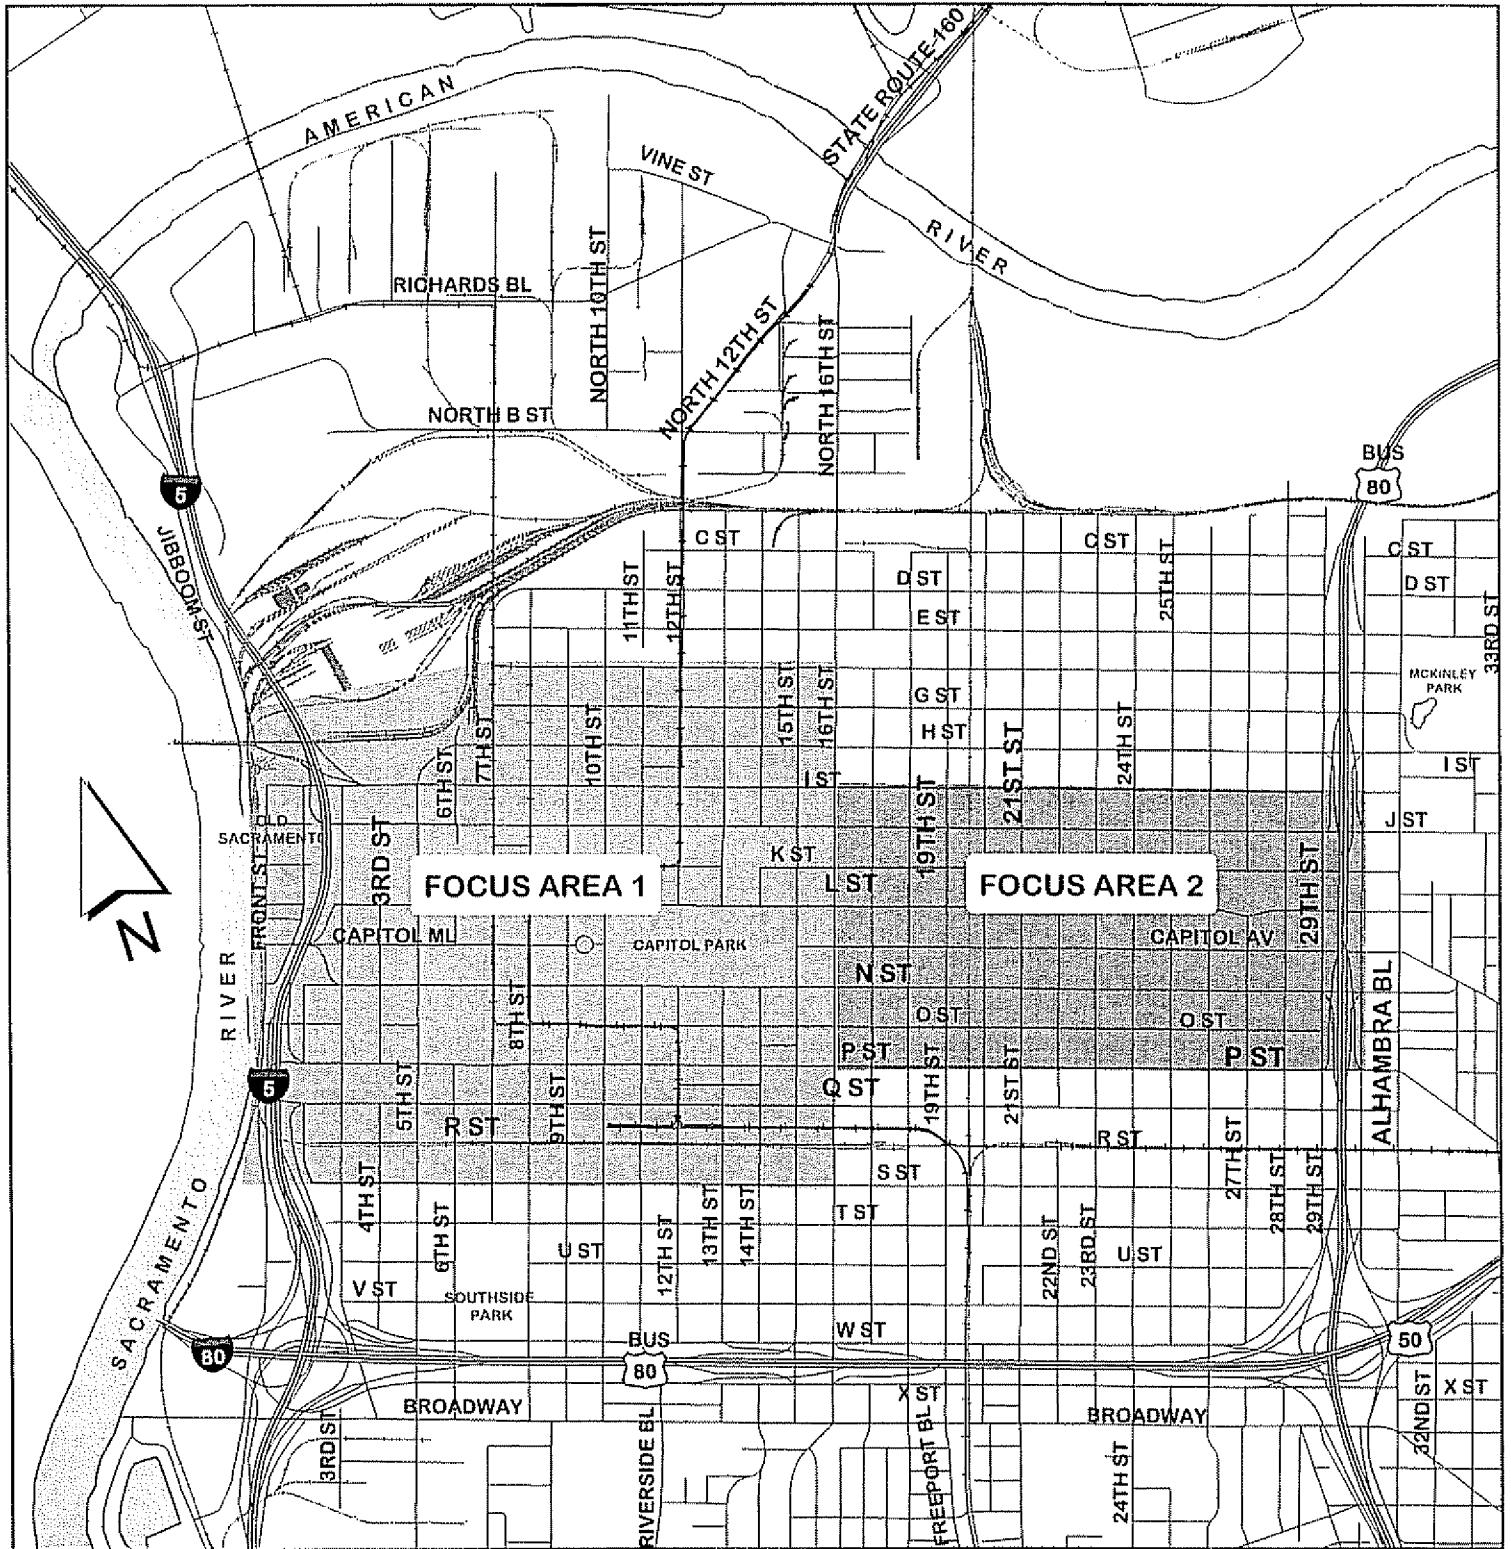 STATE ROUTE-160
AMERICAN
VINE ST
RIVER
RICHARDS BL
NORTH 10TH ST
NORTH 12TH ST
NORTH 16TH ST
NORTH B ST
BUS
80
5
JIBBOOM ST
C ST
C ST
C ST
D ST
D ST
E ST
11TH ST
12TH ST
25TH ST
33RD ST
MCKINLEY
PARK
G ST
H ST
I ST
I ST
15TH ST
16TH ST
10TH ST
7TH ST
6TH ST
19TH ST
21ST ST
24TH ST
OLD
SACRAMENTO
FRONT ST
3RD ST
J ST
K ST
L ST
FOCUS AREA 1
FOCUS AREA 2
29TH ST
CAPITOL ML
CAPITOL PARK
CAPITOL AV
N
N ST
O ST
O ST
P ST
P ST
Q ST
8TH ST
RIVER
5
5TH ST
9TH ST
19TH ST
21ST ST
ALHAMBRA BL
R ST
R ST
S ST
T ST
4TH ST
6TH ST
12TH ST
13TH ST
14TH ST
22ND ST
23RD ST
27TH ST
28TH ST
29TH ST
U ST
U ST
V ST
SOUTHSIDE
PARK
SACRAMENTO
80
BUS
80
W ST
50
X ST
X ST
BROADWAY
BROADWAY
3RD ST
RIVERSIDE BL
FREEPORT BL
24TH ST
32ND ST